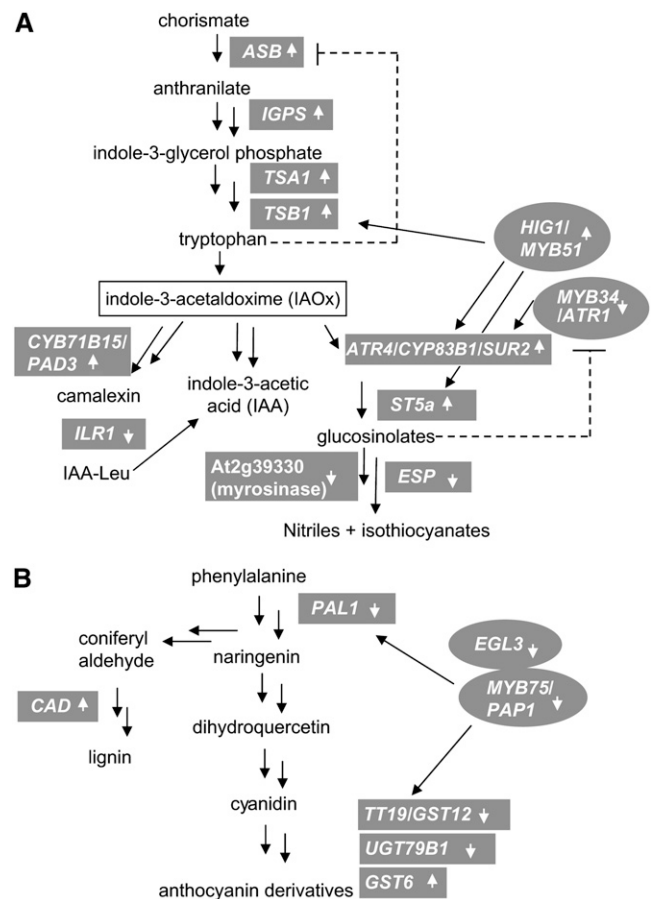 A
chorismate
ASB
anthranilate
IGPS
indole-3-glycerol phosphate
TSA1
TSB1
tryptophan
HIG1/
MYB51
indole-3-acetaldoxime (IAOx)
MYB34
/ATR1
CYB71B15/
PAD3
ATR4/CYP83B1/SUR2
camalexin
indole-3-acetic
acid (IAA)
ST5a
ILR1
glucosinolates
IAA-Leu
At2g39330
(myrosinase)
ESP
Nitriles + isothiocyanates
B
phenylalanine
PAL1
coniferyl
aldehyde
naringenin
EGL3
MYB75/
PAP1
CAD
dihydroquercetin
lignin
cyanidin
TT19/GST12
UGT79B1
GST6
anthocyanin derivatives